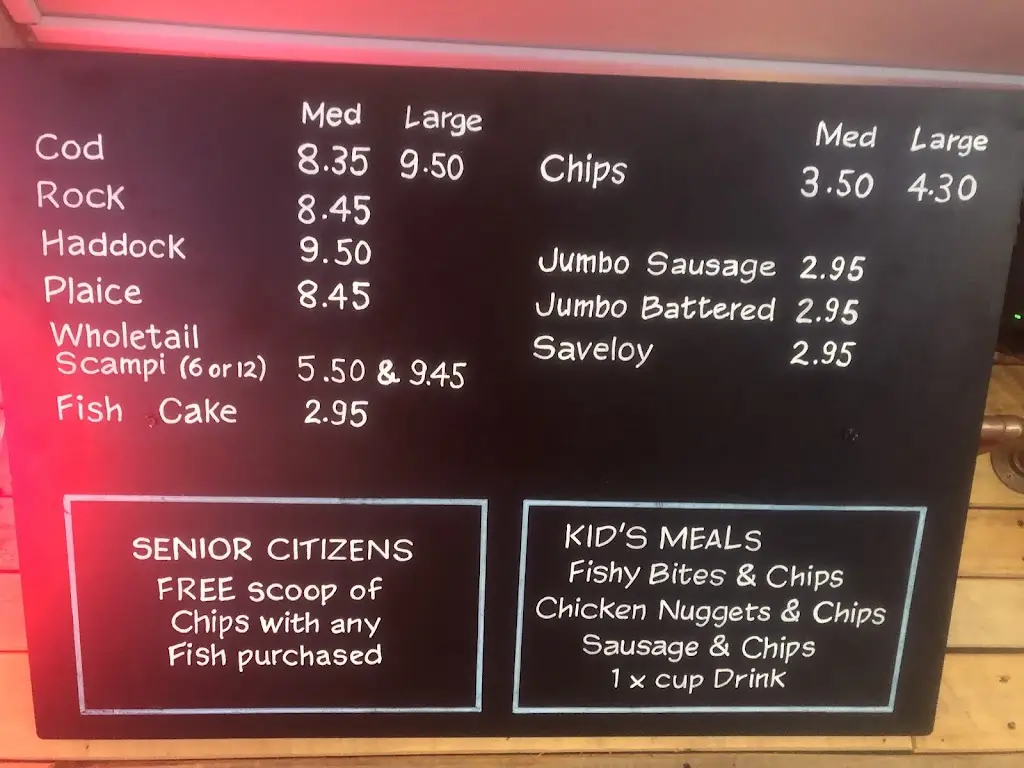 Med Large
Cod 8.35 9.50
Rock 8.45
Haddock 9.50
Plaice 8.45
Wholetail
Scampi (6 or 12) 5.50 & 9.45
Fish Cake 2.95
Med Large
Chips 3.50 4.30
Jumbo Sausage 2.95
Jumbo Battered 2.95
Saveloy 2.95
SENIOR CITIZENS
FREE scoop of
Chips with any
Fish purchased
KID'S MEALS
Fishy Bites & Chips
Chicken Nuggets & Chips
Sausage & Chips
1 x cup Drink